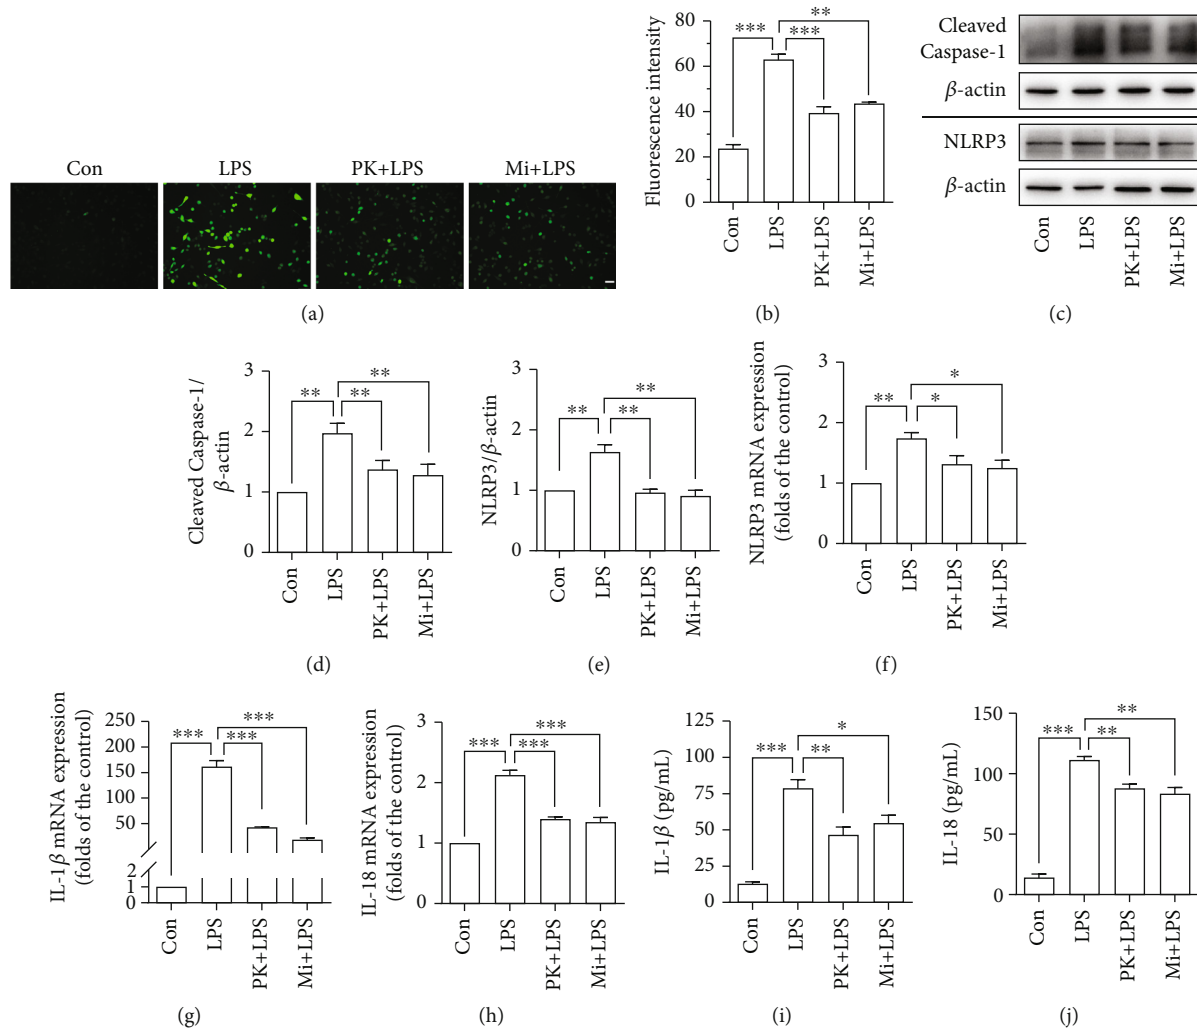 Con
LPS
PK+LPS
Mi+LPS
(a)
Fluorescence intensity
80
60
40
20
0
***
***
**
Con
LPS
PK+LPS
Mi+LPS
(b)
Cleaved
Caspase-1
β-actin
NLRP3
β-actin
Con
LPS
PK+LPS
Mi+LPS
(c)
Cleaved Caspase-1/
β-actin
3
2
1
0
**
**
**
Con
LPS
PK+LPS
Mi+LPS
(d)
NLRP3/β-actin
3
2
1
0
**
**
**
Con
LPS
PK+LPS
Mi+LPS
(e)
NLRP3 mRNA expression
(folds of the control)
3
2
1
0
**
*
*
Con
LPS
PK+LPS
Mi+LPS
(f)
IL-1β mRNA expression
(folds of the control)
250
200
150
100
50
2
1
0
***
***
***
Con
LPS
PK+LPS
Mi+LPS
(g)
IL-18 mRNA expression
(folds of the control)
3
2
1
0
***
***
***
Con
LPS
PK+LPS
Mi+LPS
(h)
IL-1β (pg/mL)
125
100
75
50
25
0
***
**
*
Con
LPS
PK+LPS
Mi+LPS
(i)
IL-18 (pg/mL)
150
100
50
0
***
**
**
Con
LPS
PK+LPS
Mi+LPS
(j)